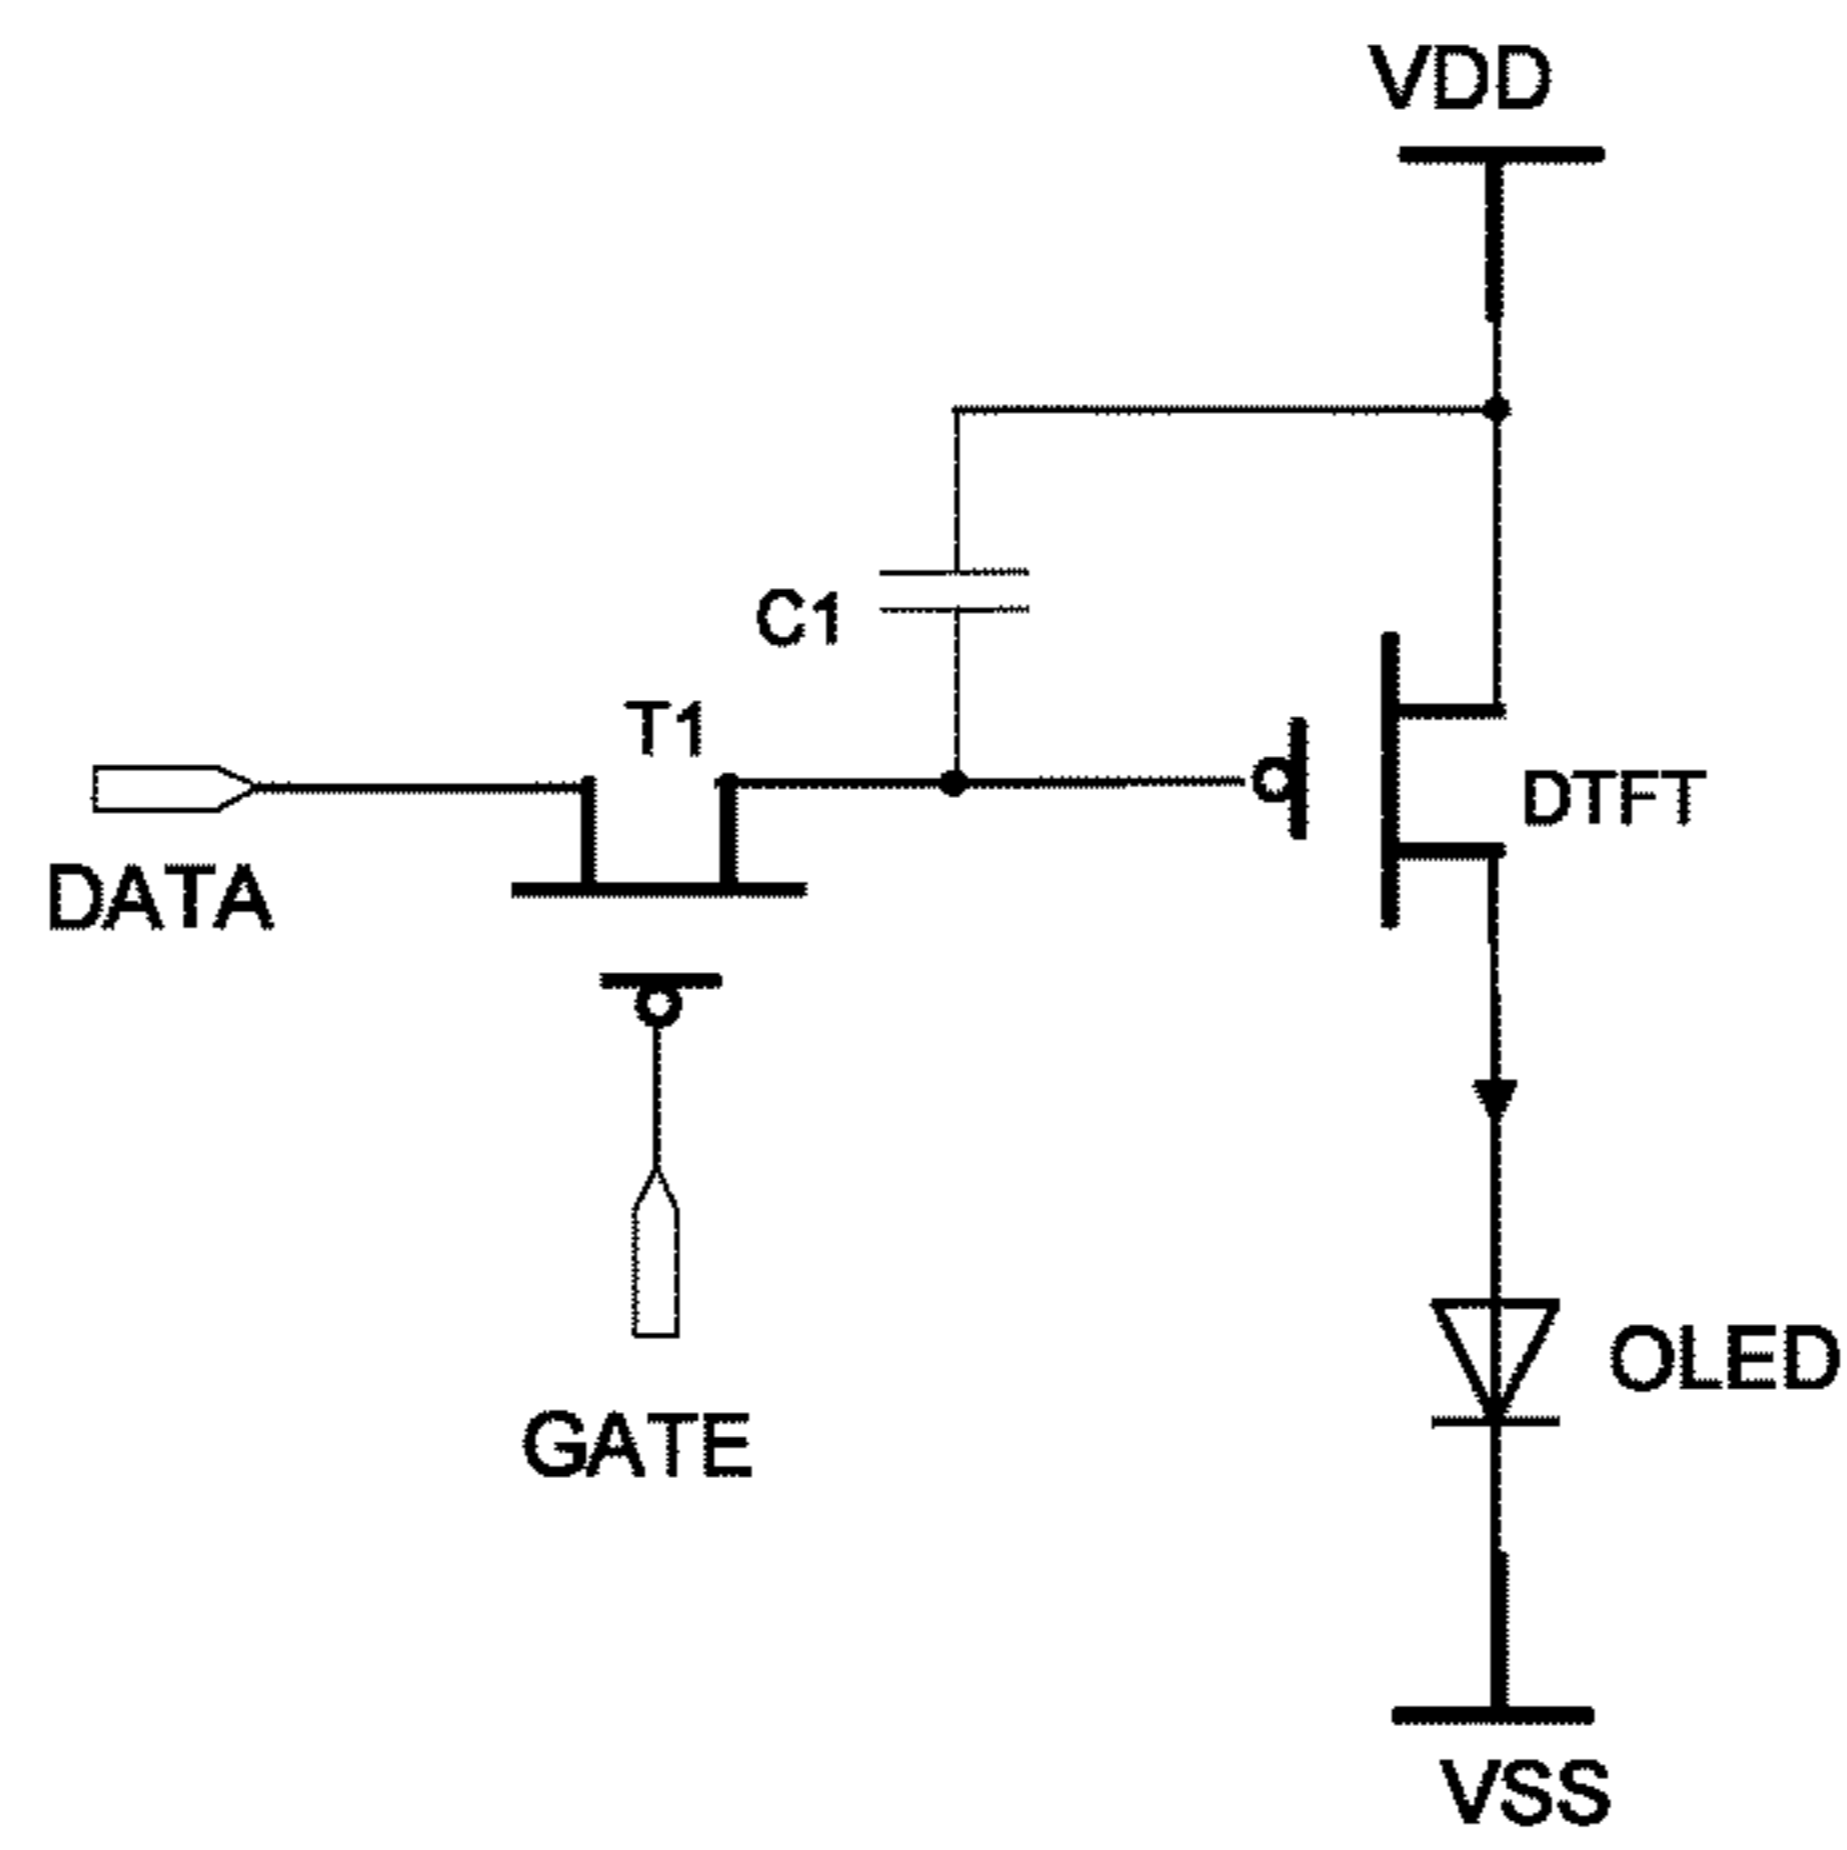 VDD
C1
T1
DTFT
DATA
OLED
GATE
VSS